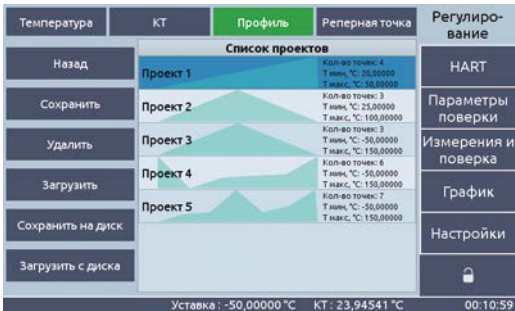 Температура
КТ
Профиль
Реперная точка
Регулиро-
вание
Список проектов
Назад
Сохранить
Удалить
Загрузить
Сохранить на диск
Загрузить с диска
Проект 1
Кол-во точек: 4
T мин, °C: 20,00000
T макс, °C: 50,00000
Проект 2
Кол-во точек: 3
T мин, °C: 25,00000
T макс, °C: 100,00000
Проект 3
Кол-во точек: 3
T мин, °C: -50,00000
T макс, °C: 150,00000
Проект 4
Кол-во точек: 6
T мин, °C: -50,00000
T макс, °C: 150,00000
Проект 5
Кол-во точек: 7
T мин, °C: -50,00000
T макс, °C: 150,00000
HART
Параметры
поверки
Измерения и
поверка
График
Настройки
Уставка : -50,00000 °C
КТ : 23,94541 °C
00:10:59